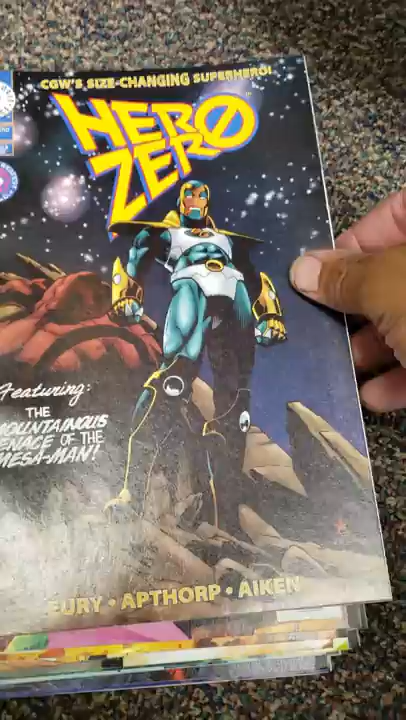 CGW'S SIZE-CHANGING SUPERHERO!
HERO
ZERO
Featuring:
THE
MOUNTAINOUS
MENACE OF THE
MESA-MAN!
FURY • APTHORP • AIKEN